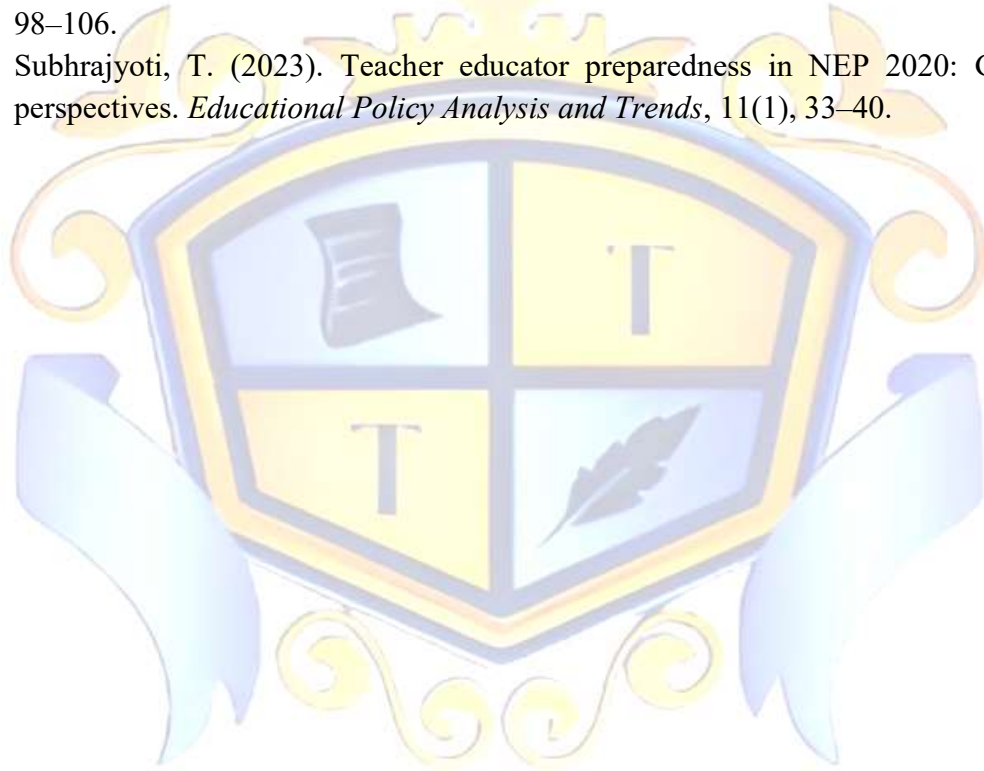 98–106.
Subhrajyoti, T. (2023). Teacher educator preparedness in NEP 2020:
perspectives. Educational Policy Analysis and Trends, 11(1), 33–40.
T
T